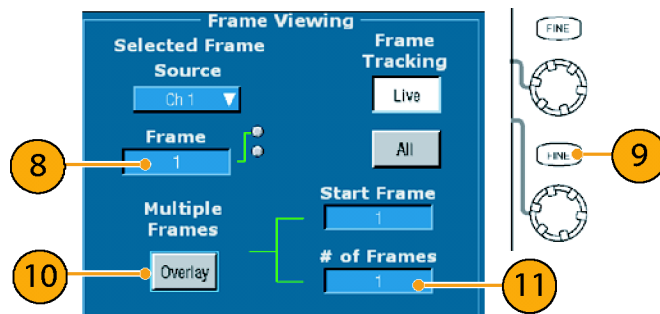 Frame Viewing
Selected Frame
Source
Ch 1
Frame
1
Multiple
Frames
Overlay
Frame
Tracking
Live
All
Start Frame
1
# of Frames
1
FINE
FINE
8
9
10
11